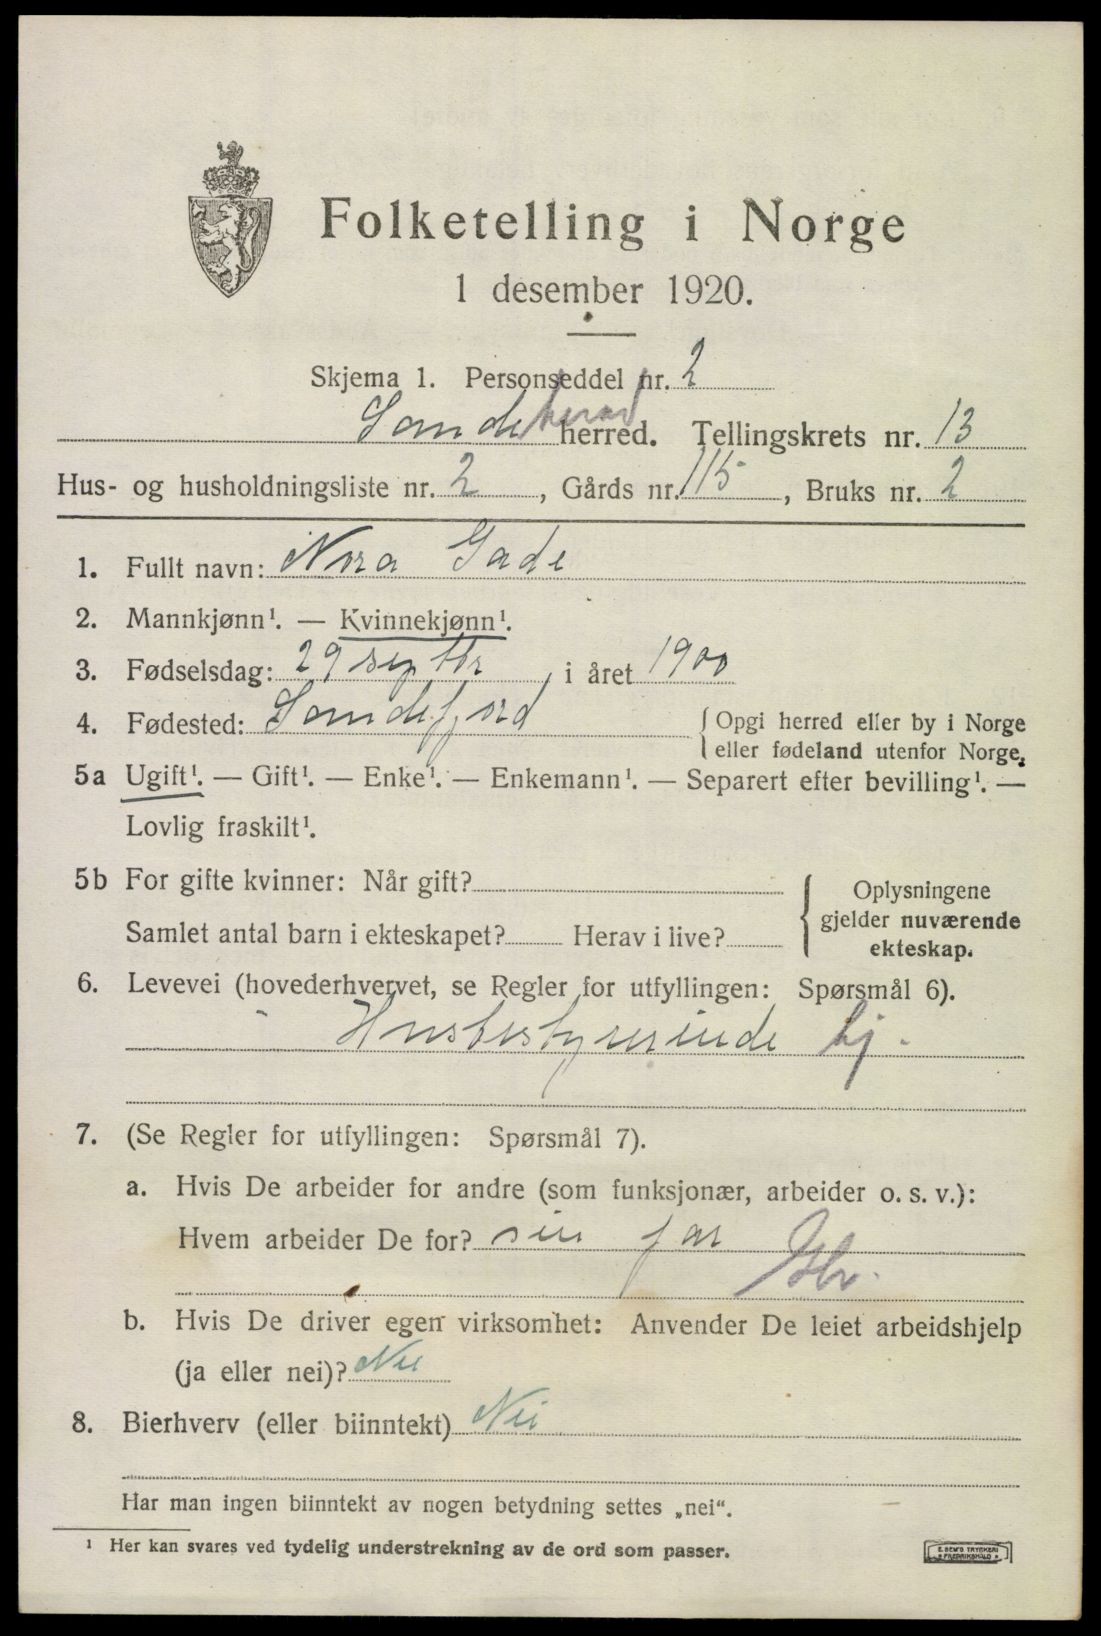 Folketelling i Norge
1 desember 1920.
Skjema 1. Personseddel nr. 2
Sandeherad herred. Tellingskrets nr. 13
Hus- og husholdningsliste nr. 2, Gårds nr. 115, Bruks nr. 2
1. Fullt navn: Nora Gade
2. Mannkjønn¹. — Kvinnekjønn¹.
3. Fødselsdag: 29 septbr i året 1900
4. Fødested: Sandefjord {Opgi herred eller by i Norge
eller fødeland utenfor Norge.
5a Ugift¹. — Gift¹. — Enke¹. — Enkemann¹. — Separert efter bevilling¹. —
Lovlig fraskilt¹.
5b For gifte kvinner: Når gift?
Samlet antal barn i ekteskapet? Herav i live?
{Oplysningene
gjelder nuværende
ekteskap.
6. Levevei (hovederhvervet, se Regler for utfyllingen: Spørsmål 6).
Husbestyrerinde hj.
7. (Se Regler for utfyllingen: Spørsmål 7).
a. Hvis De arbeider for andre (som funksjonær, arbeider o. s. v.):
Hvem arbeider De for? sin far
b. Hvis De driver egen virksomhet: Anvender De leiet arbeidshjelp
(ja eller nei)? Nei
8. Bierhverv (eller biinntekt) Nei
Har man ingen biinntekt av nogen betydning settes „nei“.
¹ Her kan svares ved tydelig understrekning av de ord som passer.
E. SEM'S TRYKKERI
FREDRIKSHALD